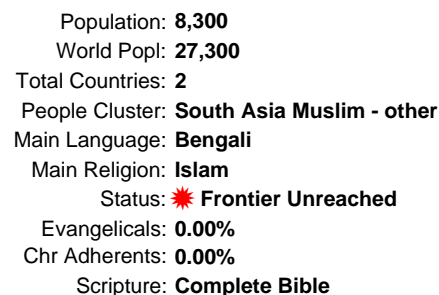 Population: 8,300
World Popl: 27,300
Total Countries: 2
People Cluster: South Asia Muslim - other
Main Language: Bengali
Main Religion: Islam
Status: Frontier Unreached
Evangelicals: 0.00%
Chr Adherents: 0.00%
Scripture: Complete Bible